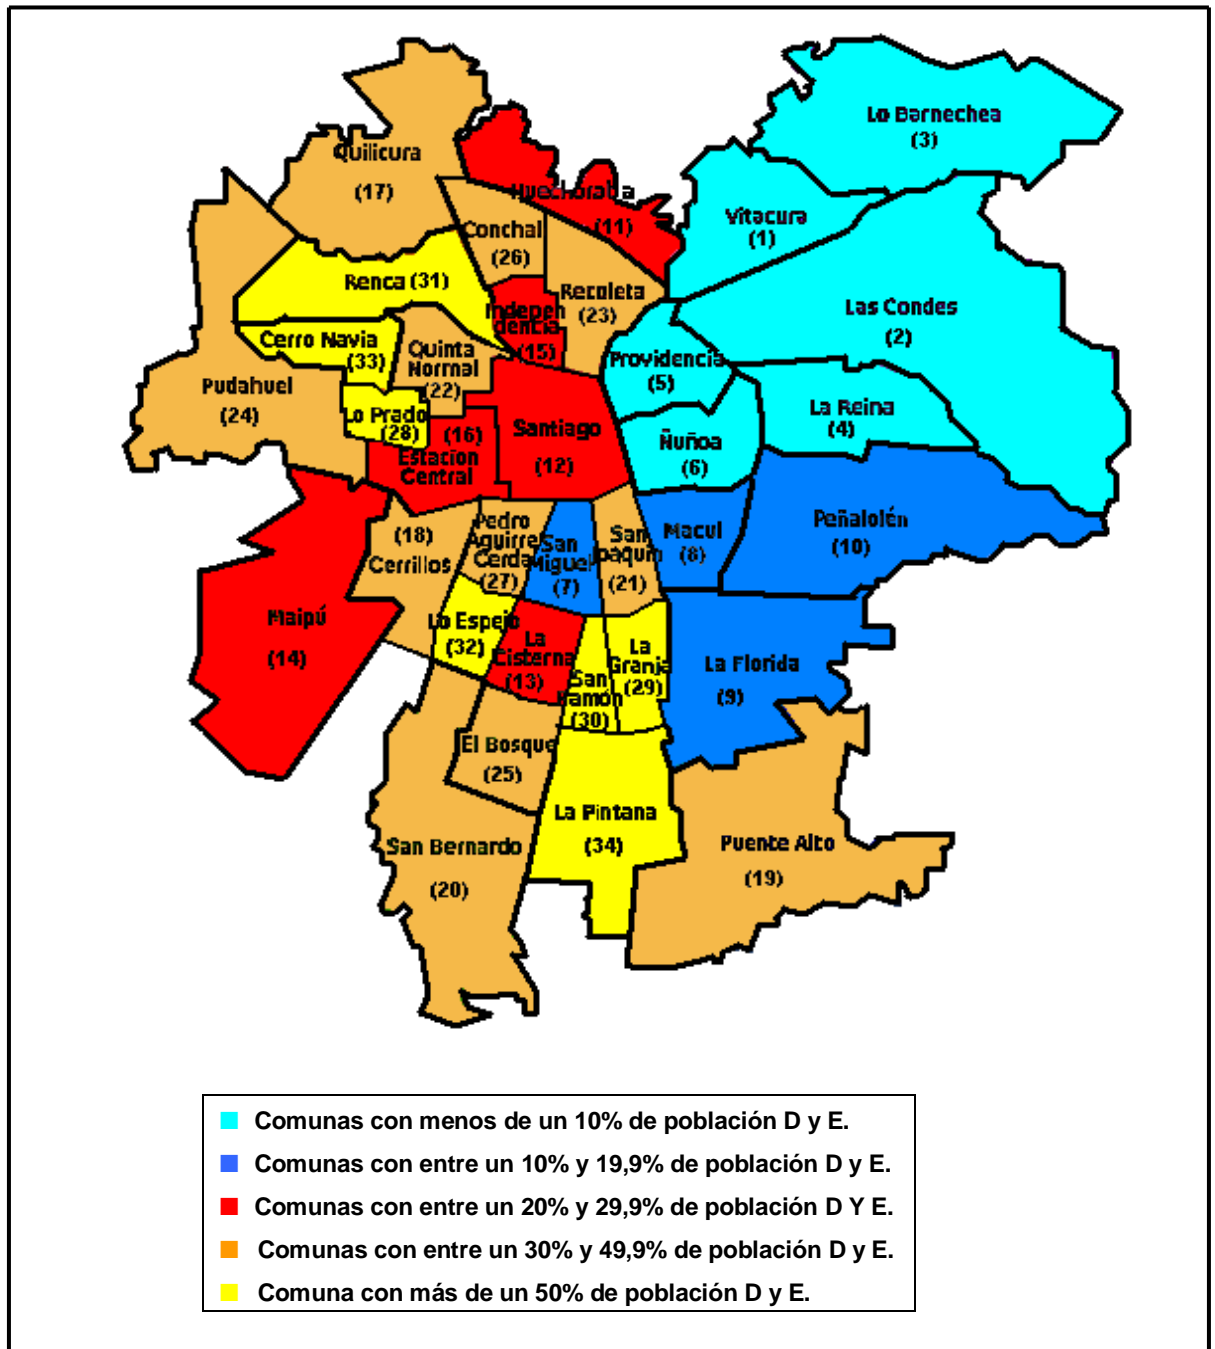 Lo Barnechea
(3)
Quilicura
(17)
Huechuraba
(11)
Vitacura
(1)
Conchal
(26)
Renca (31)
Recoleta
(23)
Las Condes
(2)
Indepen
dencia
(15)
Cerro Navia
(33)
Quinta
Normal
(22)
Providencia
(5)
Pudahuel
(24)
La Reina
(4)
Lo Prado
(28)
(16)
Estacion
Central
Santiago
(12)
Ñuñoa
(6)
(18)
Cerrillos
Pedro
Aguirre
Cerda
(27)
San
Miguel
(7)
San
Joaquin
(21)
Macul
(8)
Peñalolén
(10)
Maipú
(14)
Lo Espejo
(32)
La
Cisterna
(13)
La
Granja
(29)
San
Ramón
(30)
La Florida
(9)
El Bosque
(25)
La Pintana
(34)
San Bernardo
(20)
Puente Alto
(19)
Comunas con menos de un 10% de población D y E.
Comunas con entre un 10% y 19,9% de población D y E.
Comunas con entre un 20% y 29,9% de población D Y E.
Comunas con entre un 30% y 49,9% de población D y E.
Comuna con más de un 50% de población D y E.